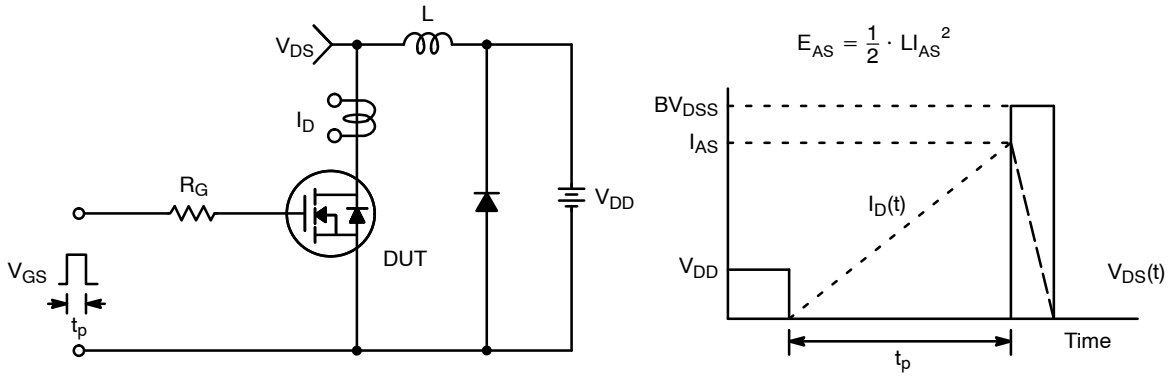 L
V_DS
I_D
R_G
V_DD
DUT
V_GS
t_p
E_AS = 1/2 · LI_AS^2
BV_DSS
I_AS
I_D(t)
V_DD
V_DS(t)
Time
t_p